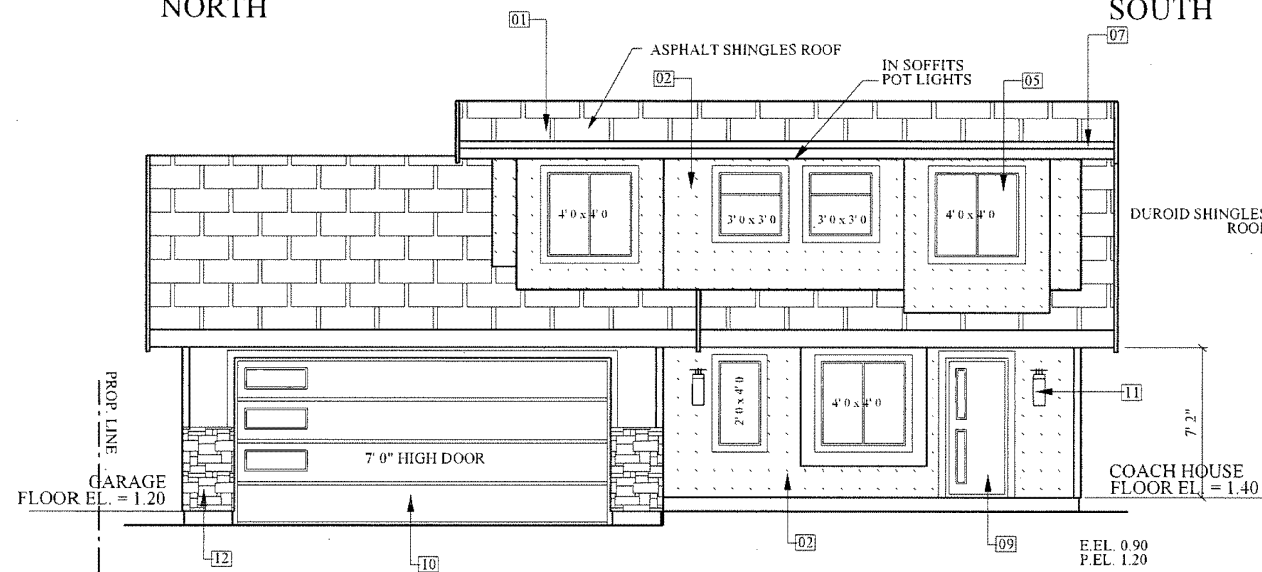 NORTH
SOUTH
01
07
ASPHALT SHINGLES ROOF
02
IN SOFFITS
POT LIGHTS
05
4' 0 x 4' 0
3' 0 x 3' 0
3' 0 x 3' 0
4' 0 x 4' 0
DUROID SHINGLES
ROOF
PROP. LINE
2' 0 x 4' 0
4' 0 x 4' 0
11
7' 2"
7' 0" HIGH DOOR
GARAGE
FLOOR EL. = 1.20
COACH HOUSE
FLOOR EL. = 1.40
12
10
02
09
E.EL. 0.90
P.EL. 1.20